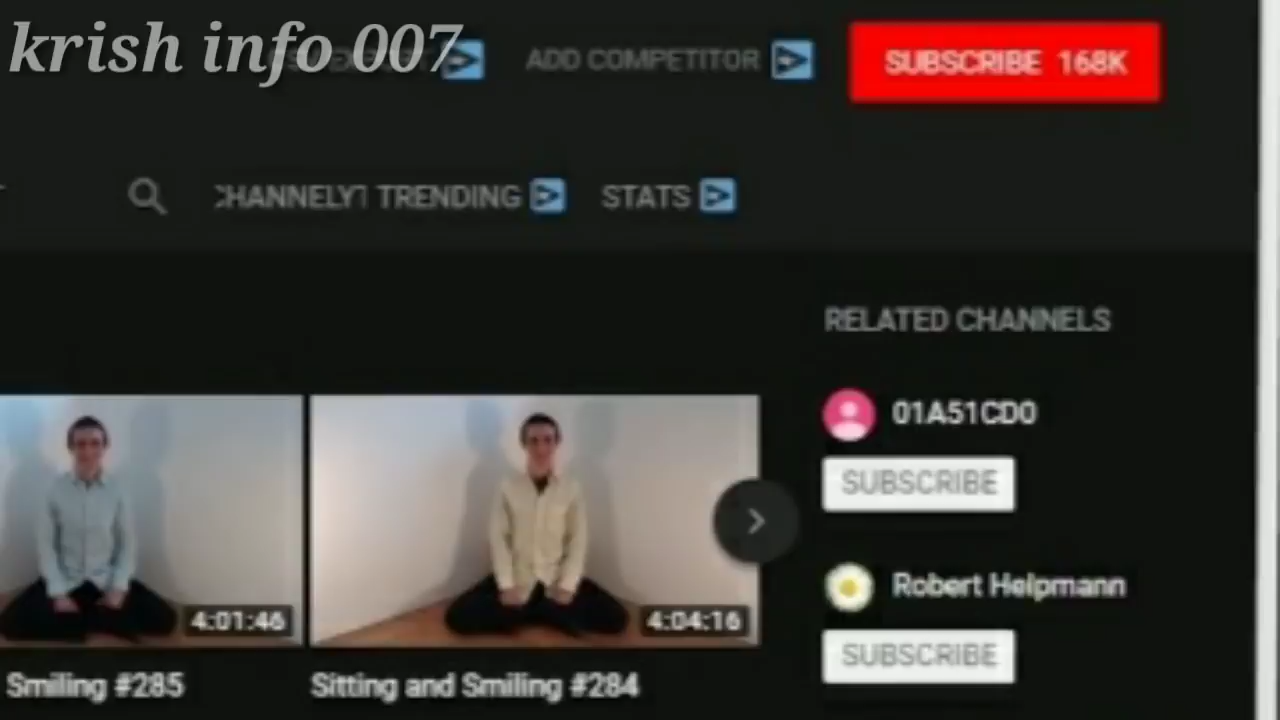 krish info 007
ADD COMPETITOR
SUBSCRIBE 168K
TRENDING
STATS
RELATED CHANNELS
01A51CD0
SUBSCRIBE
Robert Helpmann
SUBSCRIBE
4:01:46
4:04:16
Smiling #285
Sitting and Smiling #284